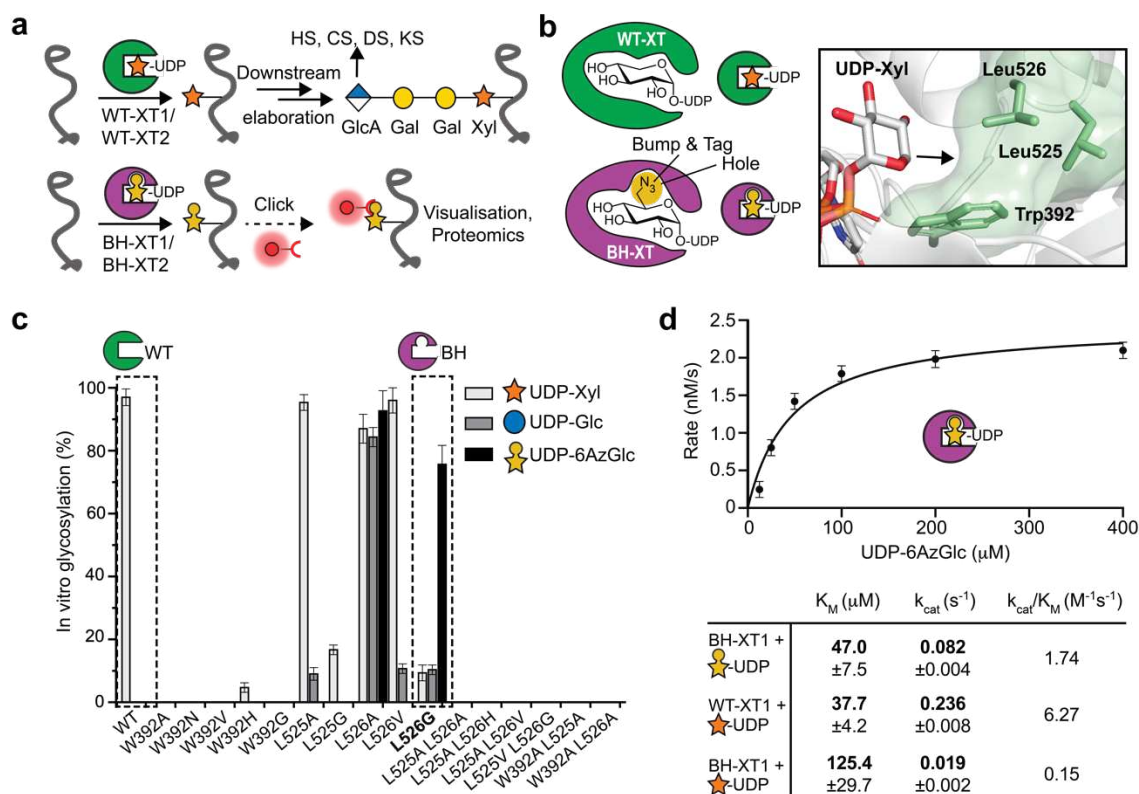 a
HS, CS, DS, KS
-UDP
WT-XT1/
WT-XT2
Downstream
elaboration
GlcA Gal Gal Xyl
-UDP
BH-XT1/
BH-XT2
Click
Visualisation,
Proteomics
b
WT-XT
HO
HO
HO
O-UDP
-UDP
Bump & Tag
Hole
N3
HO
HO
HO
O-UDP
BH-XT
-UDP
UDP-Xyl
Leu526
Leu525
Trp392
c
WT
BH
UDP-Xyl
UDP-Glc
UDP-6AzGlc
In vitro glycosylation (%)
100
80
60
40
20
0
WT
W392A
W392N
W392V
W392H
W392G
L525A
L525G
L526A
L526V
L526G
L525A L526A
L525A L526H
L525A L526V
L525V L526G
W392A L525A
W392A L526A
d
Rate (nM/s)
2.5
2.0
1.5
1.0
0.5
0
-UDP
0 100 200 300 400
UDP-6AzGlc (μM)
KM (μM) kcat (s-1) kcat/KM (M-1s-1)
BH-XT1 +
-UDP
47.0 0.082
±7.5 ±0.004
1.74
WT-XT1 +
-UDP
37.7 0.236
±4.2 ±0.008
6.27
BH-XT1 +
-UDP
125.4 0.019
±29.7 ±0.002
0.15